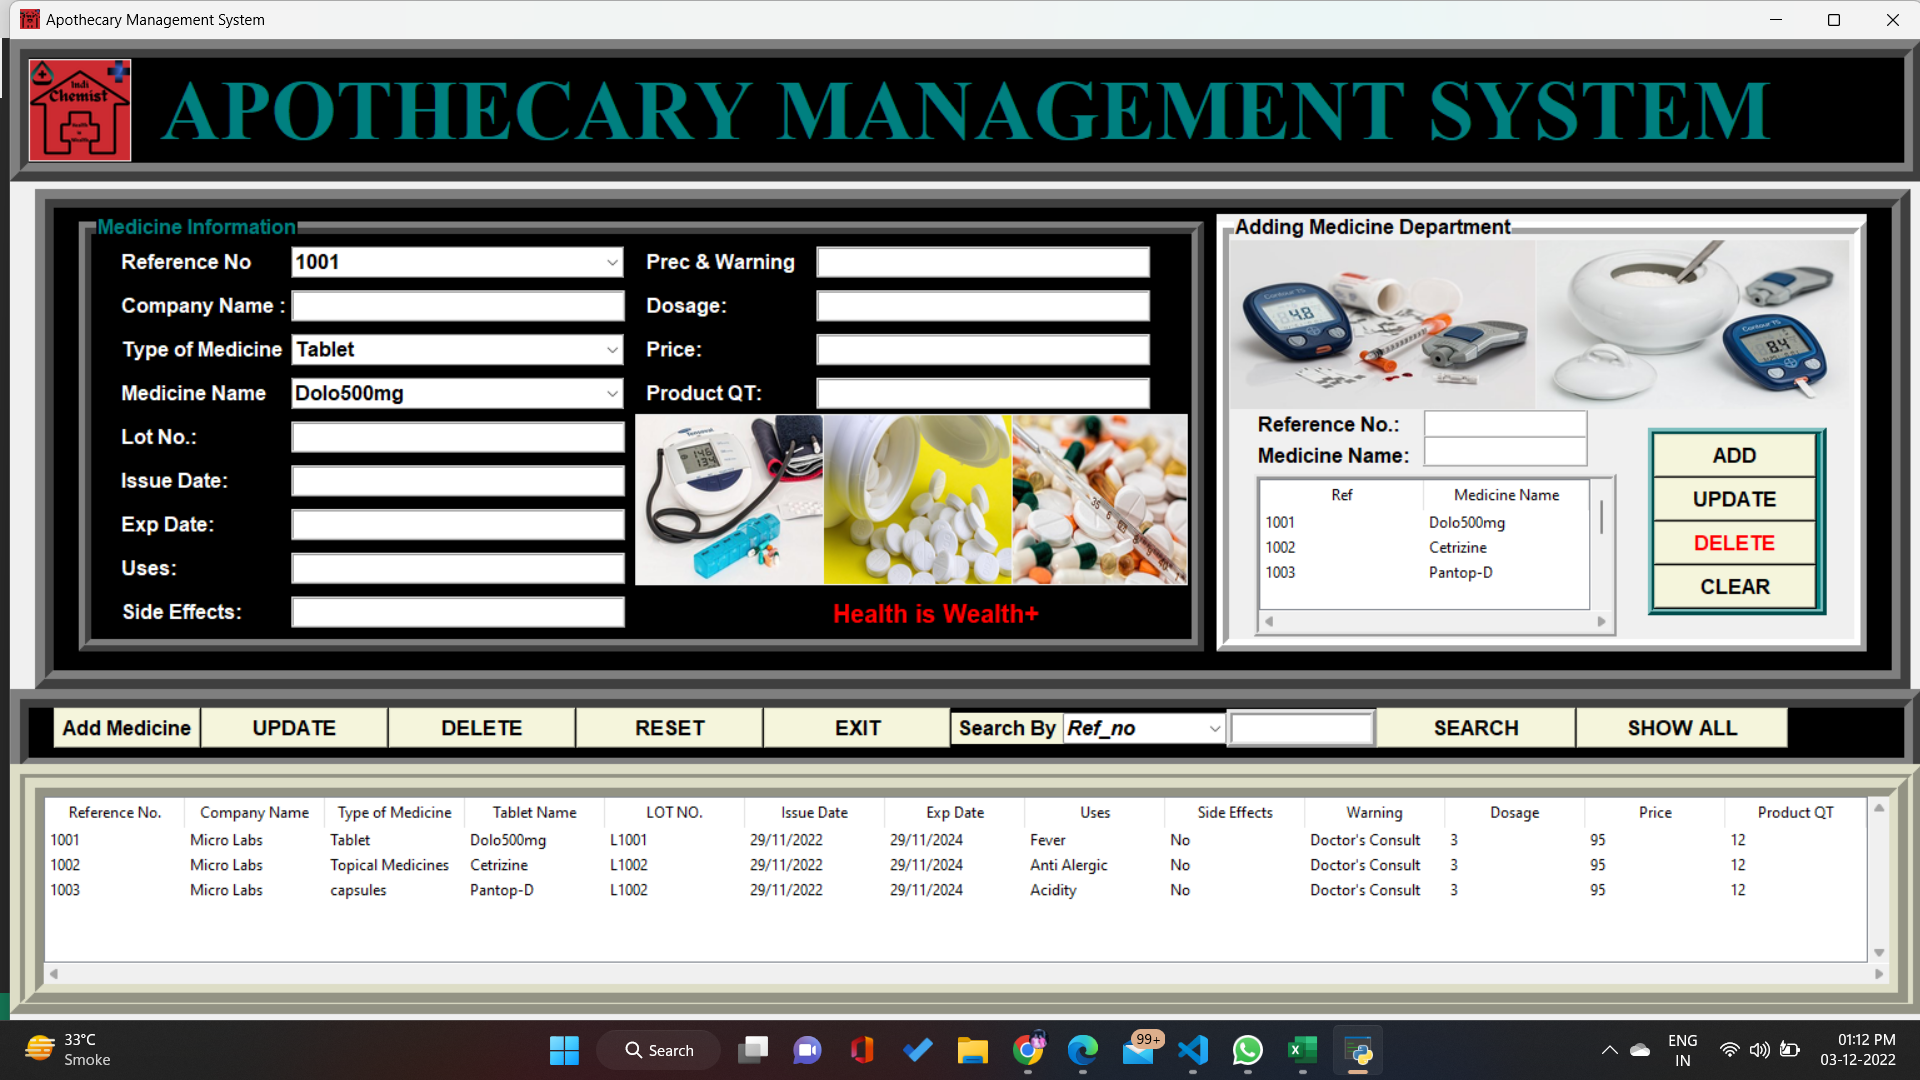 Apothecary Management System
Indi
Chemist
APOTHECARY MANAGEMENT SYSTEM
Medicine Information
Reference No 1001
Company Name :
Type of Medicine Tablet
Medicine Name Dolo500mg
Lot No.:
Issue Date:
Exp Date:
Uses:
Side Effects:
Prec & Warning
Dosage:
Price:
Product QT:
Health is Wealth+
Adding Medicine Department
Contour TS
4.8
Contour TS
8.4
Reference No.:
Medicine Name:
Ref Medicine Name
1001 Dolo500mg
1002 Cetrizine
1003 Pantop-D
ADD
UPDATE
DELETE
CLEAR
Add Medicine UPDATE DELETE RESET EXIT Search By Ref_no SEARCH SHOW ALL
Reference No. Company Name Type of Medicine Tablet Name LOT NO. Issue Date Exp Date Uses Side Effects Warning Dosage Price Product QT
1001 Micro Labs Tablet Dolo500mg L1001 29/11/2022 29/11/2024 Fever No Doctor's Consult 3 95 12
1002 Micro Labs Topical Medicines Cetrizine L1002 29/11/2022 29/11/2024 Anti Alergic No Doctor's Consult 3 95 12
1003 Micro Labs capsules Pantop-D L1002 29/11/2022 29/11/2024 Acidity No Doctor's Consult 3 95 12
33°C
Smoke
Search
99+
ENG
IN
01:12 PM
03-12-2022